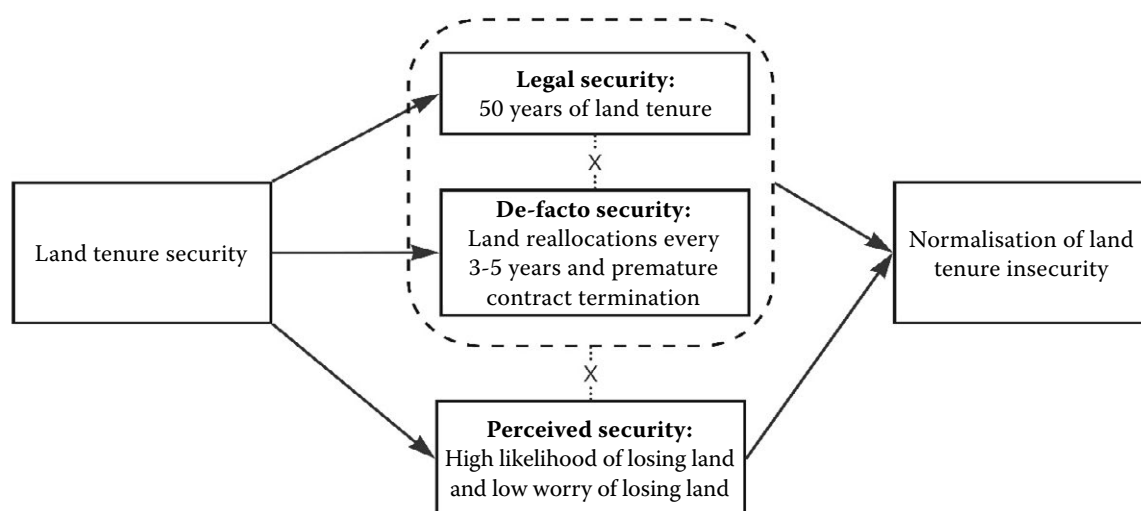 Legal security:
50 years of land tenure
X
Land tenure security
De-facto security:
Land reallocations every
3-5 years and premature
contract termination
Normalisation of land
tenure insecurity
X
Perceived security:
High likelihood of losing land
and low worry of losing land